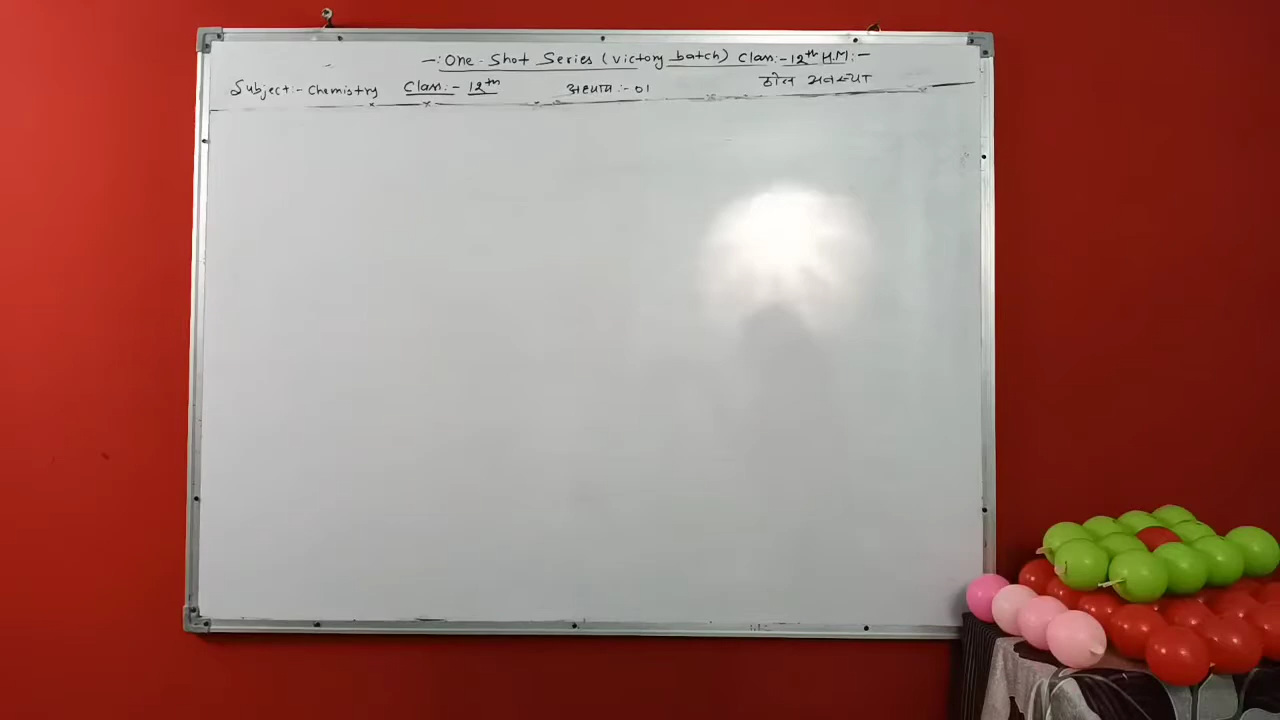 -: One Shot Series (victory batch) Class:- 12th H.M:-
Subject:- Chemistry Class:- 12th अध्याय :- 01 ठोस अवस्था